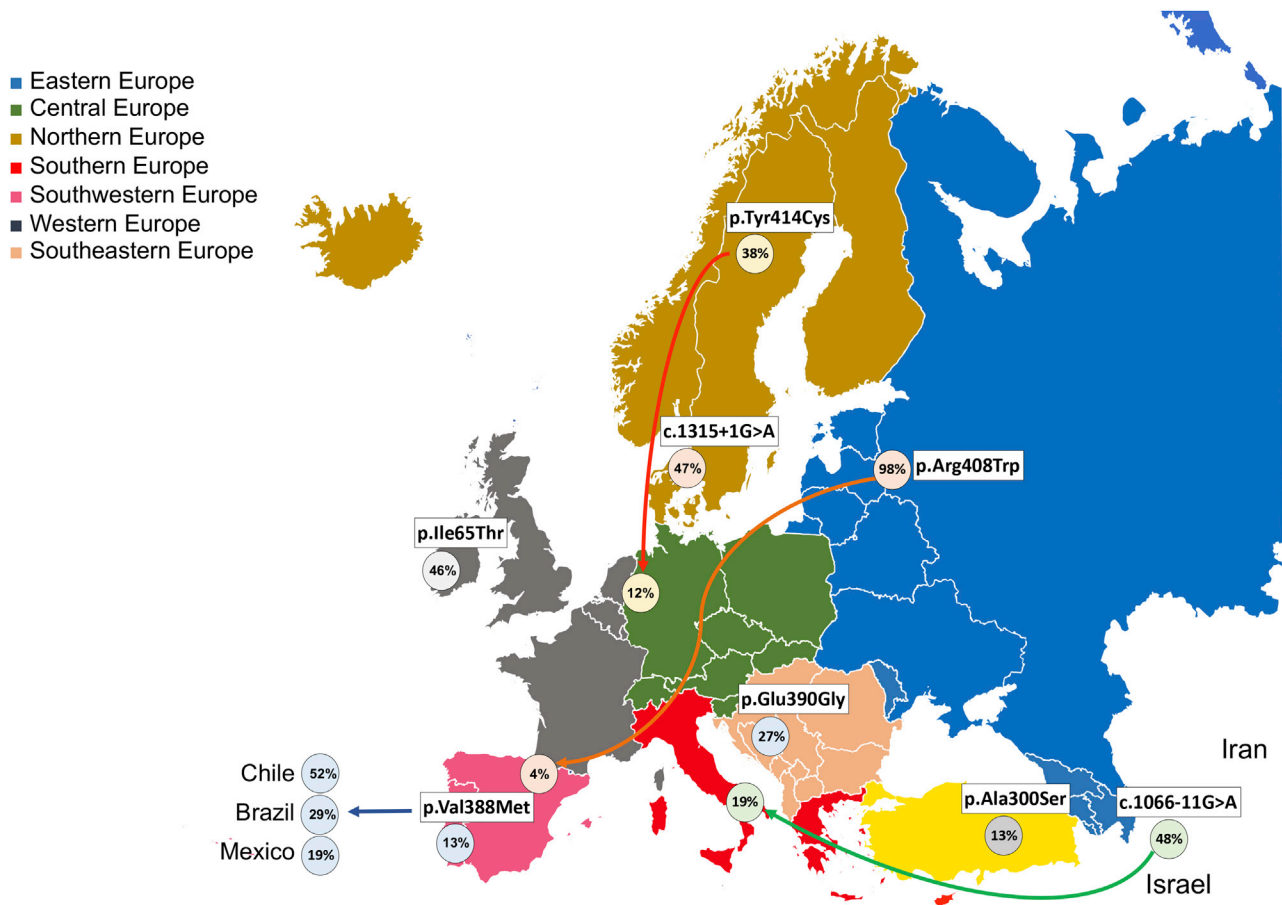 Eastern Europe
Central Europe
Northern Europe
Southern Europe
Southwestern Europe
Western Europe
Southeastern Europe
p.Tyr414Cys
38%
c.1315+1G>A
47%
98%
p.Arg408Trp
p.Ile65Thr
46%
12%
p.Glu390Gly
27%
Iran
Chile
52%
4%
Brazil
29%
p.Val388Met
13%
Mexico
19%
19%
p.Ala300Ser
13%
c.1066-11G>A
48%
Israel